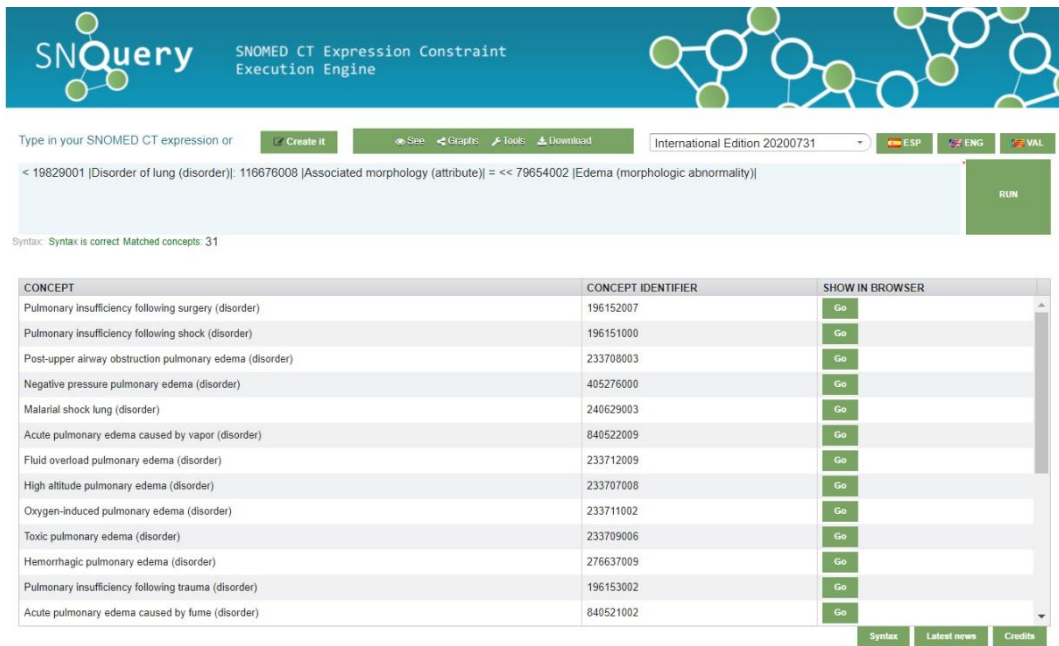 SNQuery
SNOMED CT Expression Constraint
Execution Engine
Type in your SNOMED CT expression or
Create it
See Graphs Tools Download
International Edition 20200731
ESP ENG VAL
< 19829001 |Disorder of lung (disorder)|: 116676008 |Associated morphology (attribute)| = << 79654002 |Edema (morphologic abnormality)|
*
RUN
Syntax: Syntax is correct Matched concepts: 31
CONCEPT CONCEPT IDENTIFIER SHOW IN BROWSER
Pulmonary insufficiency following surgery (disorder) 196152007 Go
Pulmonary insufficiency following shock (disorder) 196151000 Go
Post-upper airway obstruction pulmonary edema (disorder) 233708003 Go
Negative pressure pulmonary edema (disorder) 405276000 Go
Malarial shock lung (disorder) 240629003 Go
Acute pulmonary edema caused by vapor (disorder) 840522009 Go
Fluid overload pulmonary edema (disorder) 233712009 Go
High altitude pulmonary edema (disorder) 233707008 Go
Oxygen-induced pulmonary edema (disorder) 233711002 Go
Toxic pulmonary edema (disorder) 233709006 Go
Hemorrhagic pulmonary edema (disorder) 276637009 Go
Pulmonary insufficiency following trauma (disorder) 196153002 Go
Acute pulmonary edema caused by fume (disorder) 840521002 Go
Syntax Latest news Credits